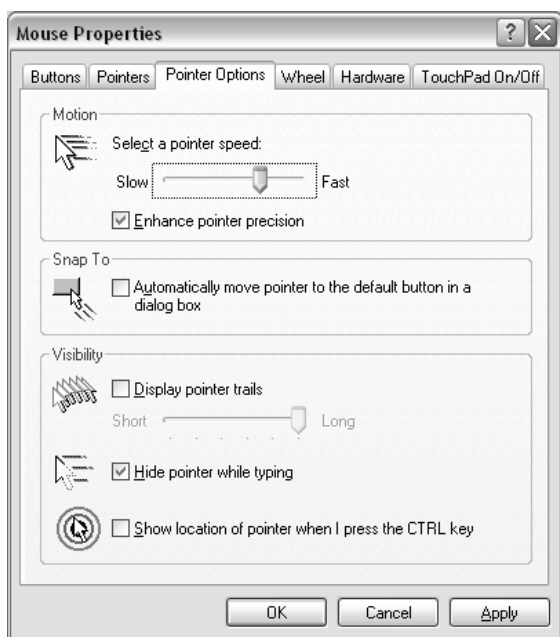 Mouse Properties
?
X
Buttons
Pointers
Pointer Options
Wheel
Hardware
TouchPad On/Off
Motion
Select a pointer speed:
Slow
Fast
Enhance pointer precision
Snap To
Automatically move pointer to the default button in a
dialog box
Visibility
Display pointer trails
Short
Long
Hide pointer while typing
Show location of pointer when I press the CTRL key
OK
Cancel
Apply